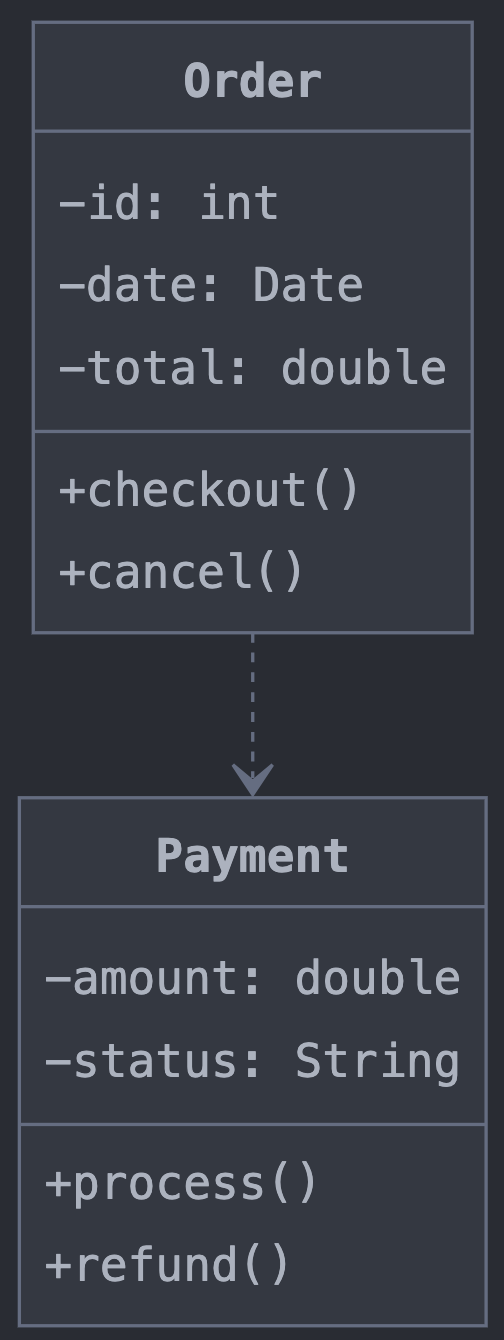 Order
-id: int
-date: Date
-total: double
+checkout()
+cancel()
Payment
-amount: double
-status: String
+process()
+refund()